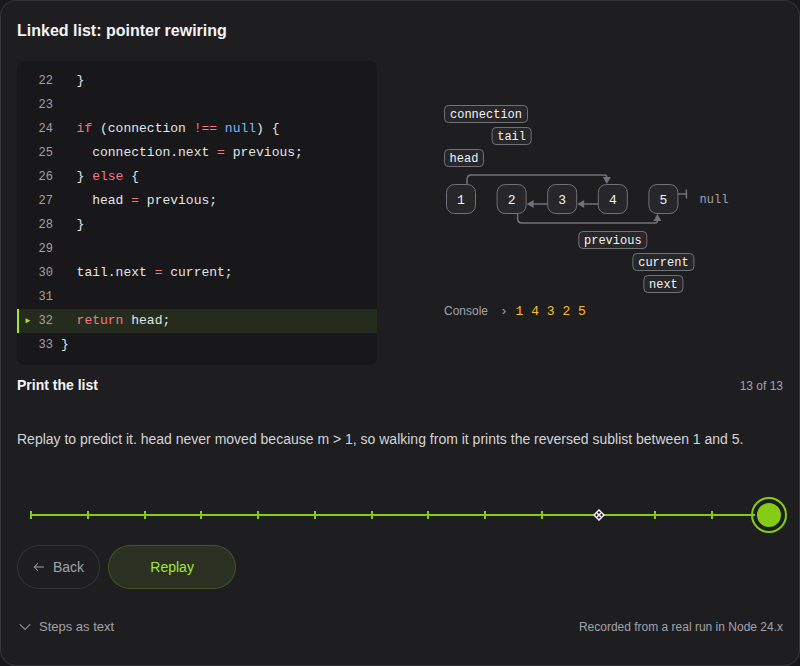 Linked list: pointer rewiring
22 }
23
24 if (connection !== null) {
25 connection.next = previous;
26 } else {
27 head = previous;
28 }
29
30 tail.next = current;
31
32 return head;
33 }
connection
tail
head
1 2 3 4 5 null
previous
current
next
Console › 1 4 3 2 5
Print the list 13 of 13
Replay to predict it. head never moved because m > 1, so walking from it prints the reversed sublist between 1 and 5.
Back Replay
Steps as text Recorded from a real run in Node 24.x